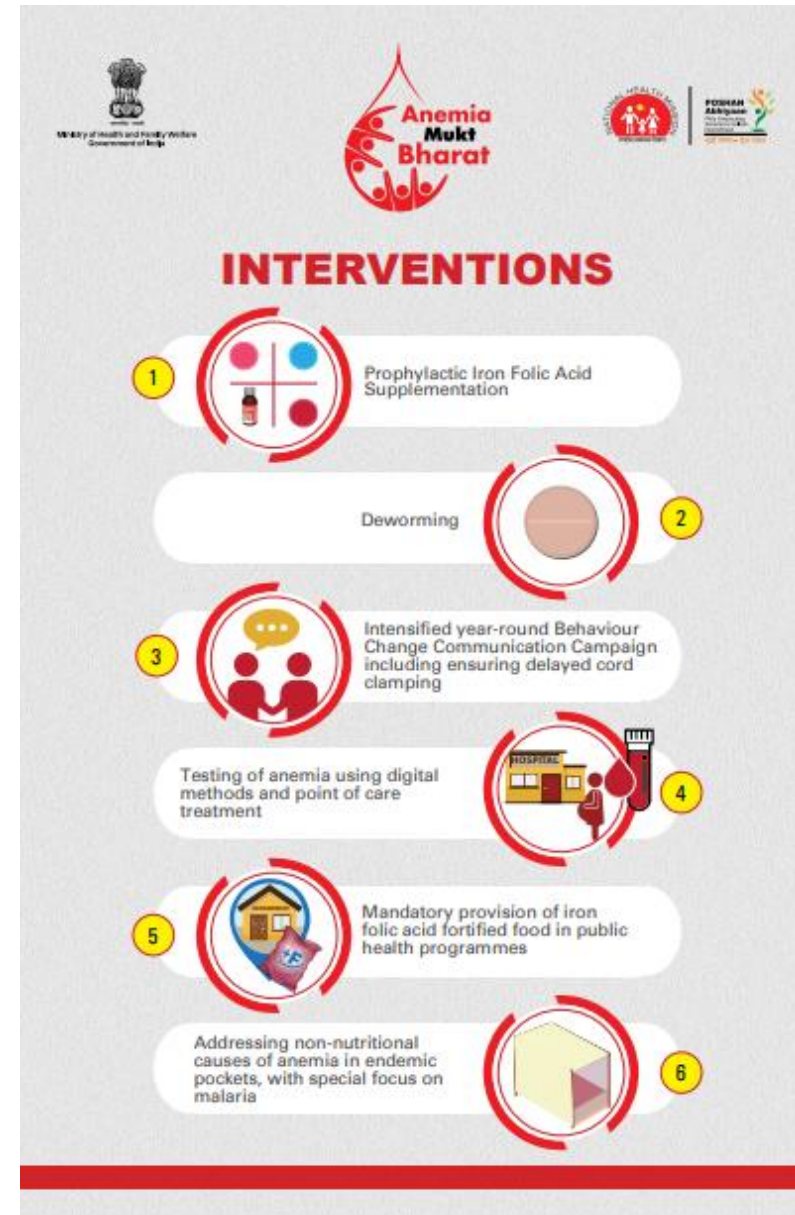 Ministry of Health and Family Welfare
Government of India
Anemia
Mukt
Bharat
NATIONAL HEALTH MISSION
POSHAN
Abhiyaan
INTERVENTIONS
1
Prophylactic Iron Folic Acid
Supplementation
Deworming
2
3
Intensified year-round Behaviour
Change Communication Campaign
including ensuring delayed cord
clamping
Testing of anemia using digital
methods and point of care
treatment
HOSPITAL
4
5
Mandatory provision of iron
folic acid fortified food in public
health programmes
+F
Addressing non-nutritional
causes of anemia in endemic
pockets, with special focus on
malaria
6